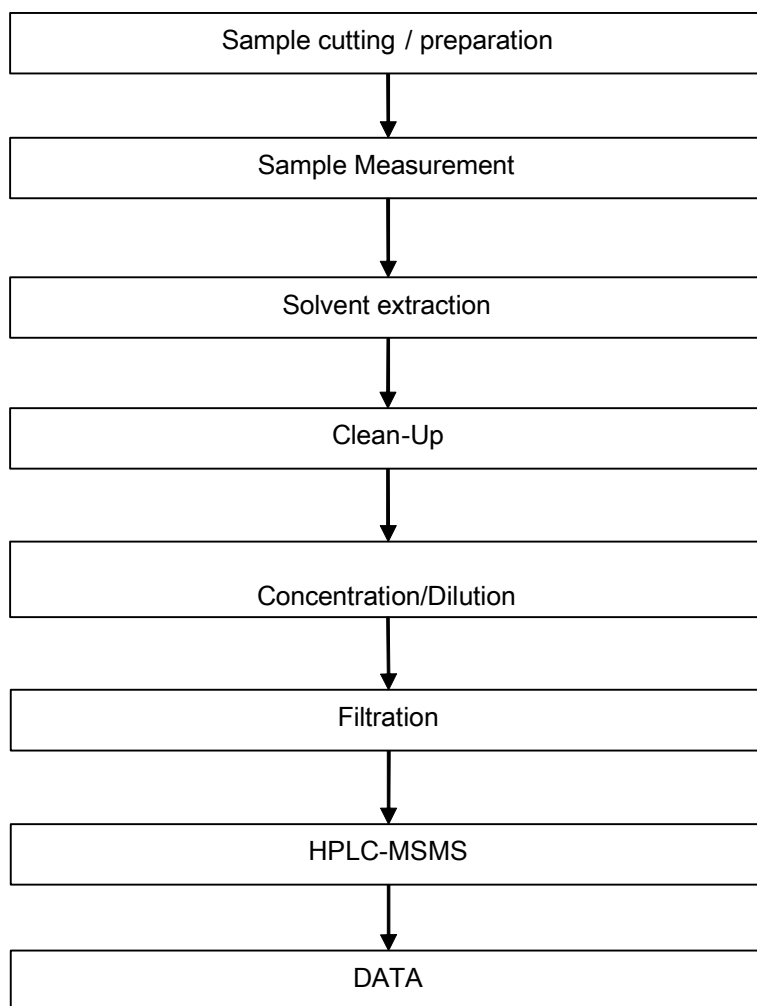 Sample cutting / preparation
Sample Measurement
Solvent extraction
Clean-Up
Concentration/Dilution
Filtration
HPLC-MSMS
DATA